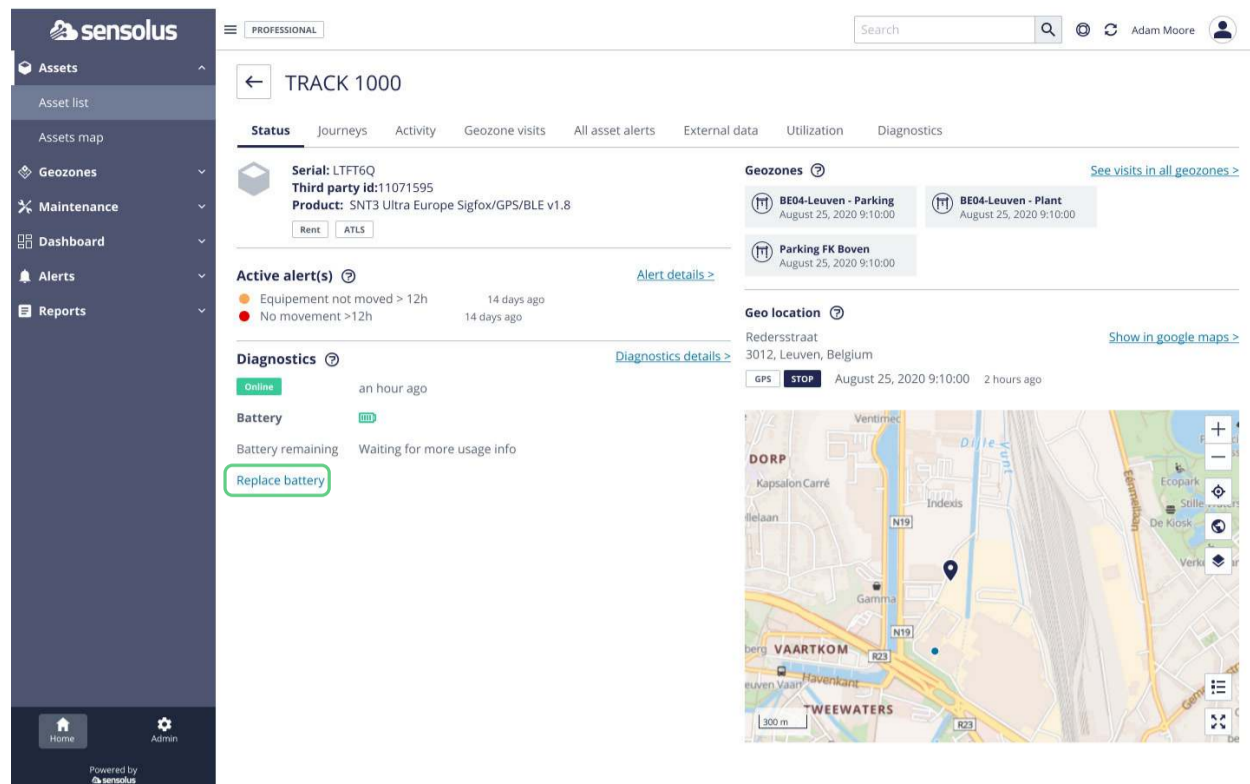 sensolus
PROFESSIONAL
Search
Adam Moore
Assets
Asset list
Assets map
Geozones
Maintenance
Dashboard
Alerts
Reports
Home
Admin
Powered by
sensolus
TRACK 1000
Status Journeys Activity Geozone visits All asset alerts External data Utilization Diagnostics
Serial: LTFT6Q
Third party id:11071595
Product: SNT3 Ultra Europe Sigfox/GPS/BLE v1.8
Rent ATLS
Active alert(s) ?
Alert details >
Equipement not moved > 12h 14 days ago
No movement >12h 14 days ago
Diagnostics ?
Diagnostics details >
Online an hour ago
Battery
Battery remaining Waiting for more usage info
Replace battery
Geozones ?
See visits in all geozones >
BE04-Leuven - Parking
August 25, 2020 9:10:00
BE04-Leuven - Plant
August 25, 2020 9:10:00
Parking FK Boven
August 25, 2020 9:10:00
Geo location ?
Redersstraat
Show in google maps >
3012, Leuven, Belgium
GPS STOP August 25, 2020 9:10:00 2 hours ago
Ventimec
Dijle-Vunt
DORP
Kapsalon Carré
Ecopark
Indexis
N19
De Kiosk
Gamma
N19
VAARTKOM
R23
Havenkant
TWEEWATERS
300 m
R23